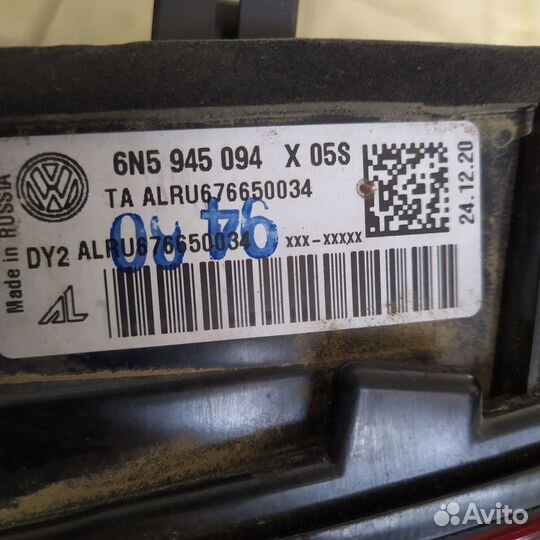 6N5 945 094 X 05S
TA ALRU676650034
DY2 ALRU676650034 XXX-XXXXX
94 90
Made in RUSSIA
24.12.20
AL
Avito